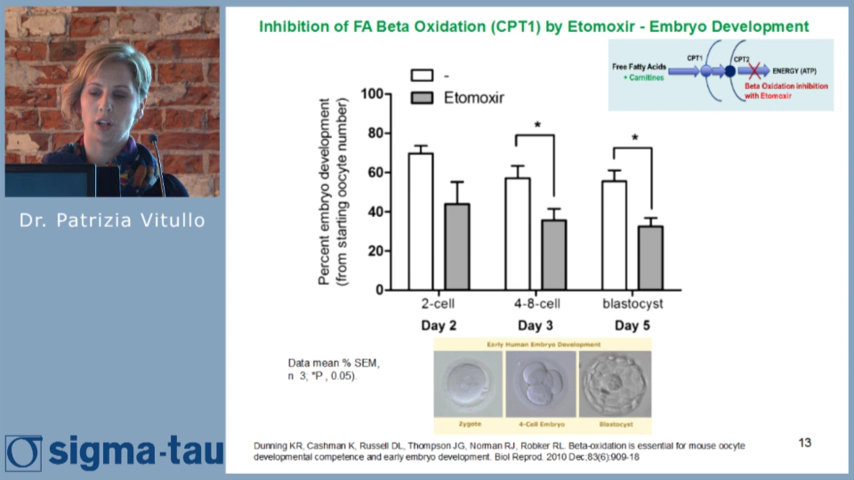 Inhibition of FA Beta Oxidation (CPT1) by Etomoxir - Embryo Development
CPT1
CPT2
Free Fatty Acids
+ Carnitines
ENERGY (ATP)
Beta Oxidation inhibition
with Etomoxir
-
Etomoxir
Percent embryo development
(from starting oocyte number)
100
80
60
40
20
0
*
*
2-cell
4-8-cell
blastocyst
Day 2
Day 3
Day 5
Dr. Patrizia Vitullo
Early Human Embryo Development
Zygote
4-Cell Embryo
Blastocyst
Data mean % SEM,
n 3; *P , 0.05).
Dunning KR, Cashman K, Russell DL, Thompson JG, Norman RJ, Robker RL. Beta-oxidation is essential for mouse oocyte
developmental competence and early embryo development. Biol Reprod. 2010 Dec;83(6):909-18
13
sigma-tau